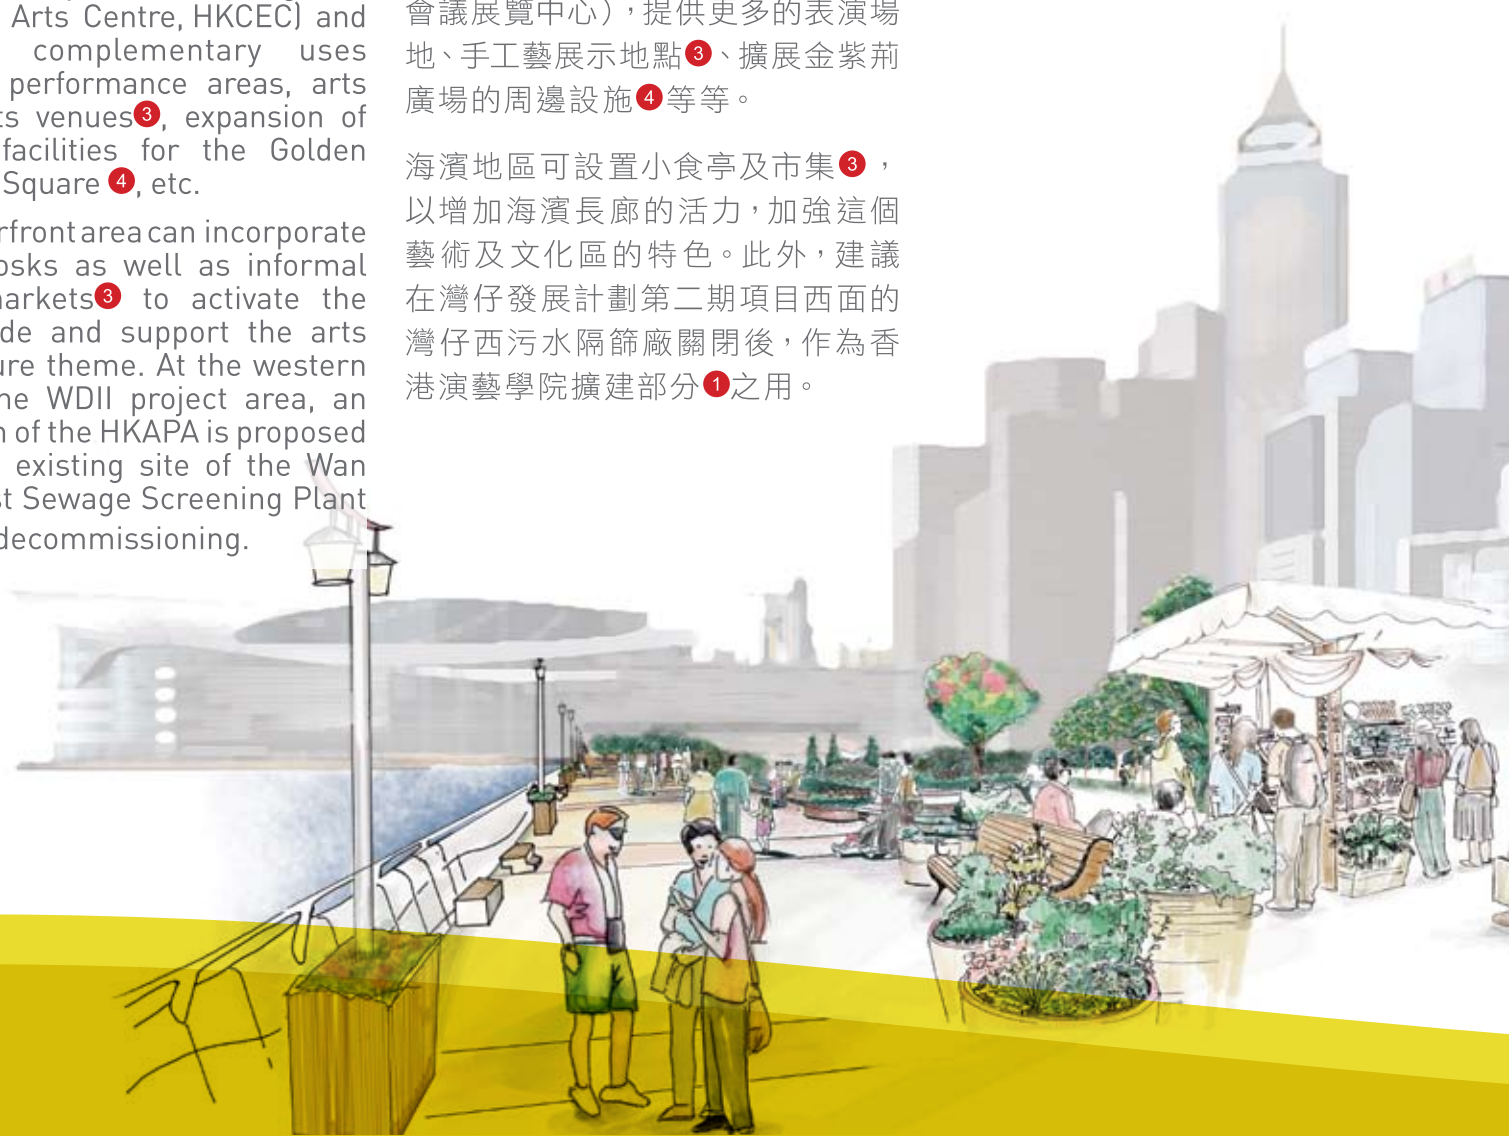 Arts Centre, HKCEC) and
complementary uses
performance areas, arts
venues3, expansion of
facilities for the Golden
Square 4, etc.
area can incorporate
as well as informal
3 to activate the
and support the arts
theme. At the western
WDII project area, an
of the HKAPA is proposed
existing site of the Wan
Sewage Screening Plant
decommissioning.
會議展覽中心），提供更多的表演場
地、手工藝展示地點3、擴展金紫荊
廣場的周邊設施4等等。
海濱地區可設置小食亭及市集3，
以增加海濱長廊的活力，加強這個
藝術及文化區的特色。此外，建議
在灣仔發展計劃第二期項目西面的
灣仔西污水隔篩廠關閉後，作為香
港演藝學院擴建部分1之用。